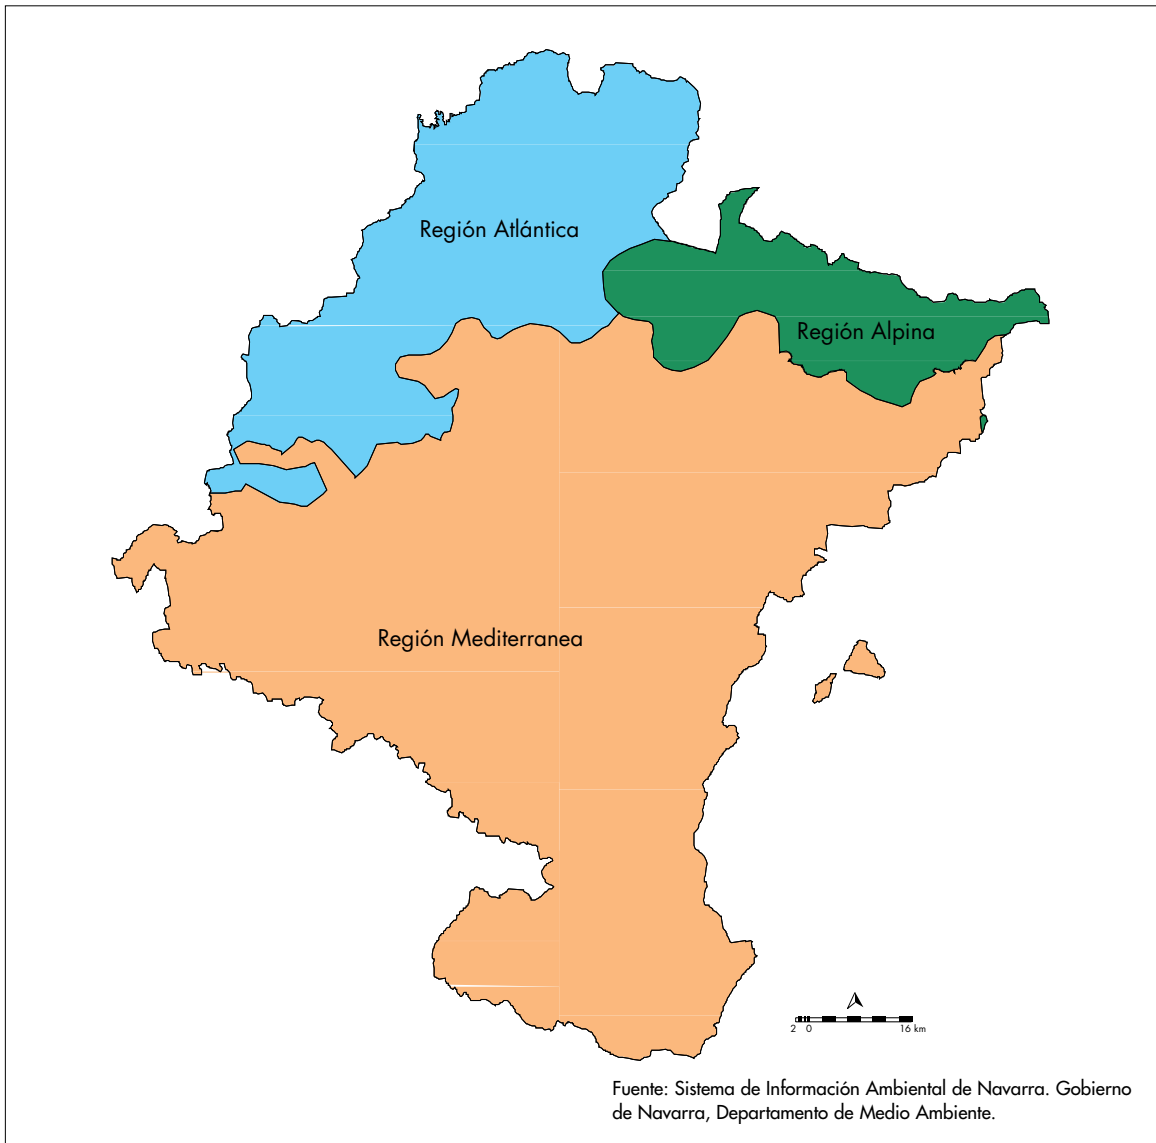 Región Atlántica
Región Alpina
Región Mediterranea
2 0 16 km
Fuente: Sistema de Información Ambiental de Navarra. Gobierno
de Navarra, Departamento de Medio Ambiente.